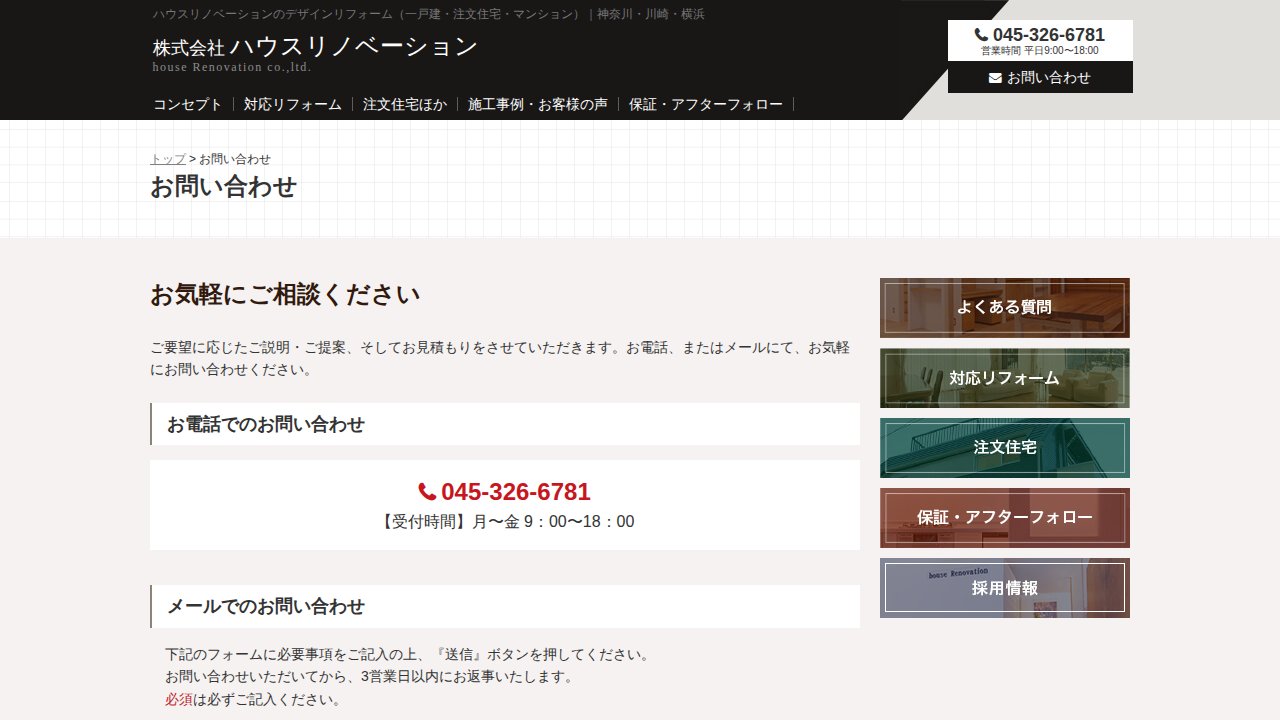 ハウスリノベーションのデザインリフォーム（一戸建・注文住宅・マンション）｜神奈川・川崎・横浜
株式会社 ハウスリノベーション
house Renovation co.,ltd.
045-326-6781
営業時間 平日9:00〜18:00
お問い合わせ
コンセプト
対応リフォーム
注文住宅ほか
施工事例・お客様の声
保証・アフターフォロー
トップ > お問い合わせ
お問い合わせ
お気軽にご相談ください
ご要望に応じたご説明・ご提案、そしてお見積もりをさせていただきます。お電話、またはメールにて、お気軽
にお問い合わせください。
お電話でのお問い合わせ
045-326-6781
【受付時間】月〜金 9：00〜18：00
メールでのお問い合わせ
下記のフォームに必要事項をご記入の上、『送信』ボタンを押してください。
お問い合わせいただいてから、3営業日以内にお返事いたします。
必須は必ずご記入ください。
よくある質問
対応リフォーム
注文住宅
保証・アフターフォロー
house Renovation
採用情報